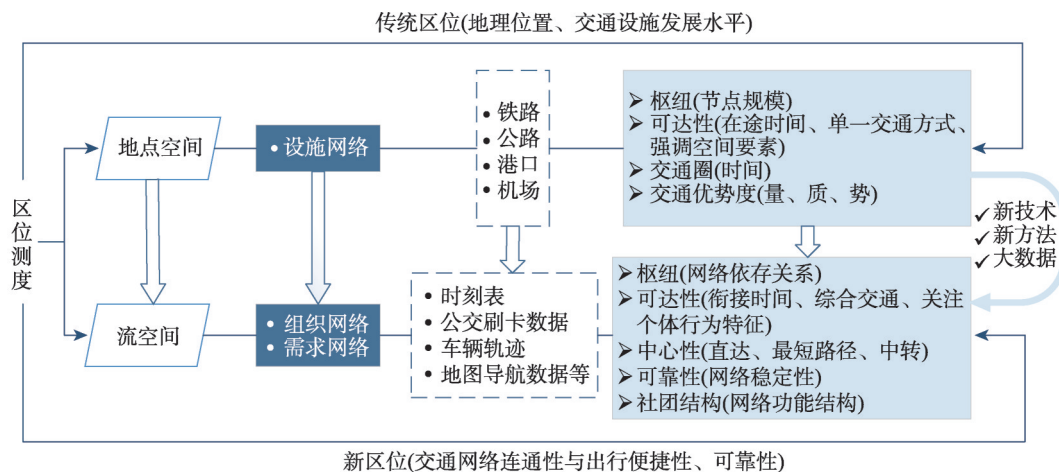 传统区位(地理位置、交通设施发展水平)
区位测度
地点空间
• 设施网络
• 铁路
• 公路
• 港口
• 机场
➢ 枢纽(节点规模)
➢ 可达性(在途时间、单一交通方式、
强调空间要素)
➢ 交通圈(时间)
➢ 交通优势度(量、质、势)
✓ 新技术
✓ 新方法
✓ 大数据
流空间
• 组织网络
• 需求网络
• 时刻表
• 公交刷卡数据
• 车辆轨迹
• 地图导航数据等
➢ 枢纽(网络依存关系)
➢ 可达性(衔接时间、综合交通、关注
个体行为特征)
➢ 中心性(直达、最短路径、中转)
➢ 可靠性(网络稳定性)
➢ 社团结构(网络功能结构)
新区位(交通网络连通性与出行便捷性、可靠性)